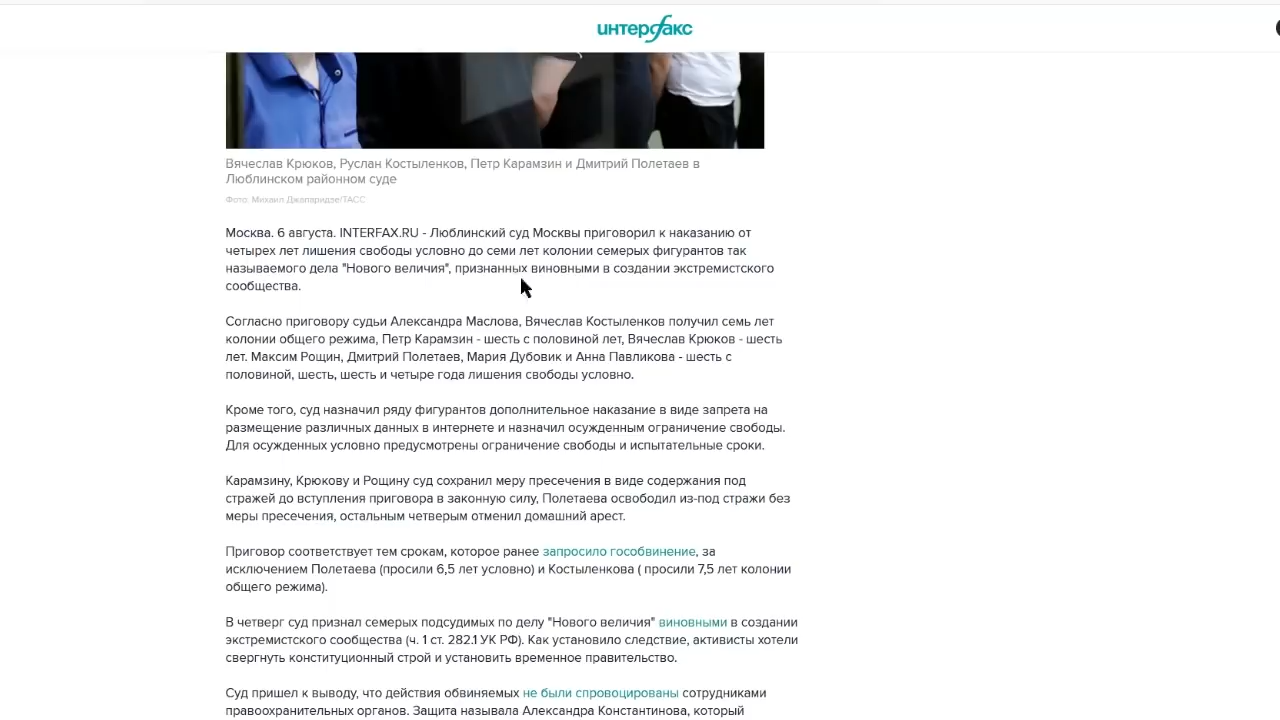 интерфакс
Вячеслав Крюков, Руслан Костыленков, Петр Карамзин и Дмитрий Полетаев в
Люблинском районном суде
Фото: Михаил Джапаридзе/ТАСС
Москва. 6 августа. INTERFAX.RU - Люблинский суд Москвы приговорил к наказанию от
четырех лет лишения свободы условно до семи лет колонии семерых фигурантов так
называемого дела "Нового величия", признанных виновными в создании экстремистского
сообщества.
Согласно приговору судьи Александра Маслова, Вячеслав Костыленков получил семь лет
колонии общего режима, Петр Карамзин - шесть с половиной лет, Вячеслав Крюков - шесть
лет. Максим Рощин, Дмитрий Полетаев, Мария Дубовик и Анна Павликова - шесть с
половиной, шесть, шесть и четыре года лишения свободы условно.
Кроме того, суд назначил ряду фигурантов дополнительное наказание в виде запрета на
размещение различных данных в интернете и назначил осужденным ограничение свободы.
Для осужденных условно предусмотрены ограничение свободы и испытательные сроки.
Карамзину, Крюкову и Рощину суд сохранил меру пресечения в виде содержания под
стражей до вступления приговора в законную силу, Полетаева освободил из-под стражи без
меры пресечения, остальным четверым отменил домашний арест.
Приговор соответствует тем срокам, которое ранее запросило гособвинение, за
исключением Полетаева (просили 6,5 лет условно) и Костыленкова ( просили 7,5 лет колонии
общего режима).
В четверг суд признал семерых подсудимых по делу "Нового величия" виновными в создании
экстремистского сообщества (ч. 1 ст. 282.1 УК РФ). Как установило следствие, активисты хотели
свергнуть конституционный строй и установить временное правительство.
Суд пришел к выводу, что действия обвиняемых не были спровоцированы сотрудниками
правоохранительных органов. Защита называла Александра Константинова, который